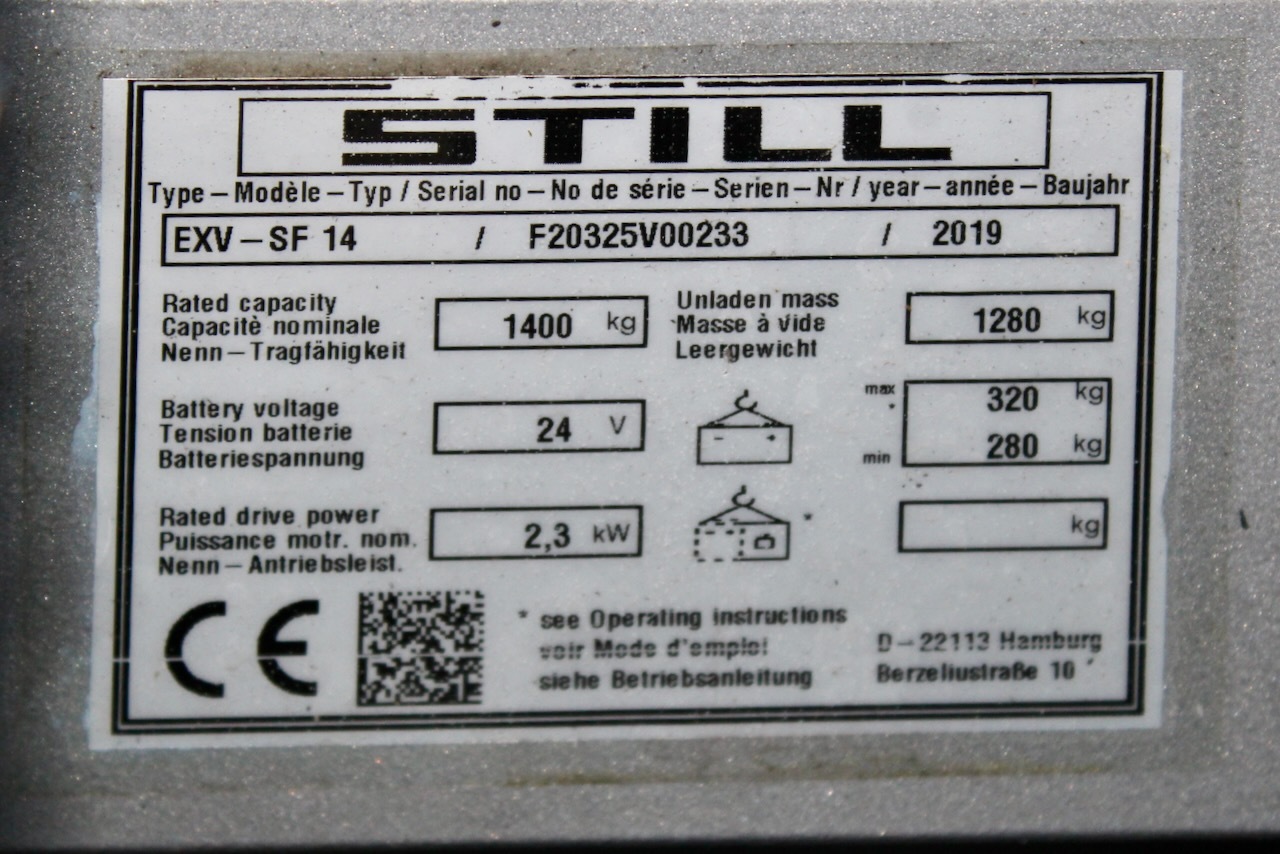 STILL
Type – Modèle – Typ / Serial no – No de série – Serien – Nr / year – année – Baujahr
EXV – SF 14 / F20325V00233 / 2019
Rated capacity
Capacitè nominale
Nenn – Tragfähigkeit
1400 kg
Unladen mass
Masse à vide
Leergewicht
1280 kg
Battery voltage
Tension batterie
Batteriespannung
24 V
- +
max
*
min
320 kg
280 kg
Rated drive power
Puissance motr. nom.
Nenn – Antriebsleist.
2,3 kW
*
kg
CE
* see Operating instructions
voir Mode d'emploi
siehe Betriebsanleitung
D – 22113 Hamburg
Berzeliustraße 10